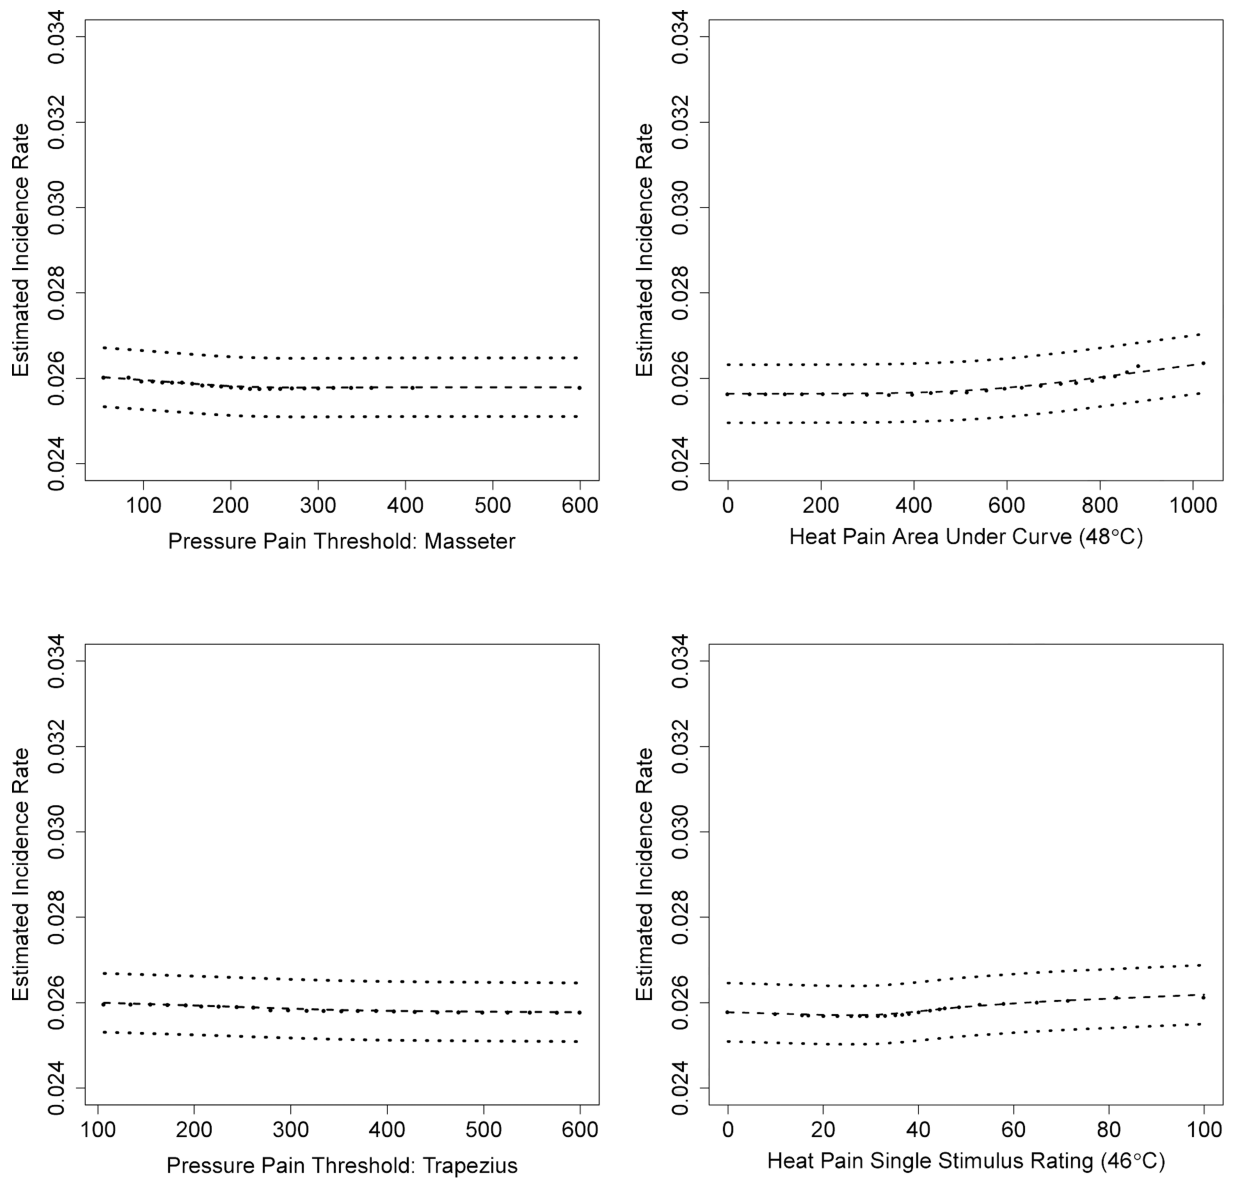 Estimated Incidence Rate
0.024 0.026 0.028 0.030 0.032 0.034
100 200 300 400 500 600
Pressure Pain Threshold: Masseter
Estimated Incidence Rate
0.024 0.026 0.028 0.030 0.032 0.034
0 200 400 600 800 1000
Heat Pain Area Under Curve (48°C)
Estimated Incidence Rate
0.024 0.026 0.028 0.030 0.032 0.034
100 200 300 400 500 600
Pressure Pain Threshold: Trapezius
Estimated Incidence Rate
0.024 0.026 0.028 0.030 0.032 0.034
0 20 40 60 80 100
Heat Pain Single Stimulus Rating (46°C)